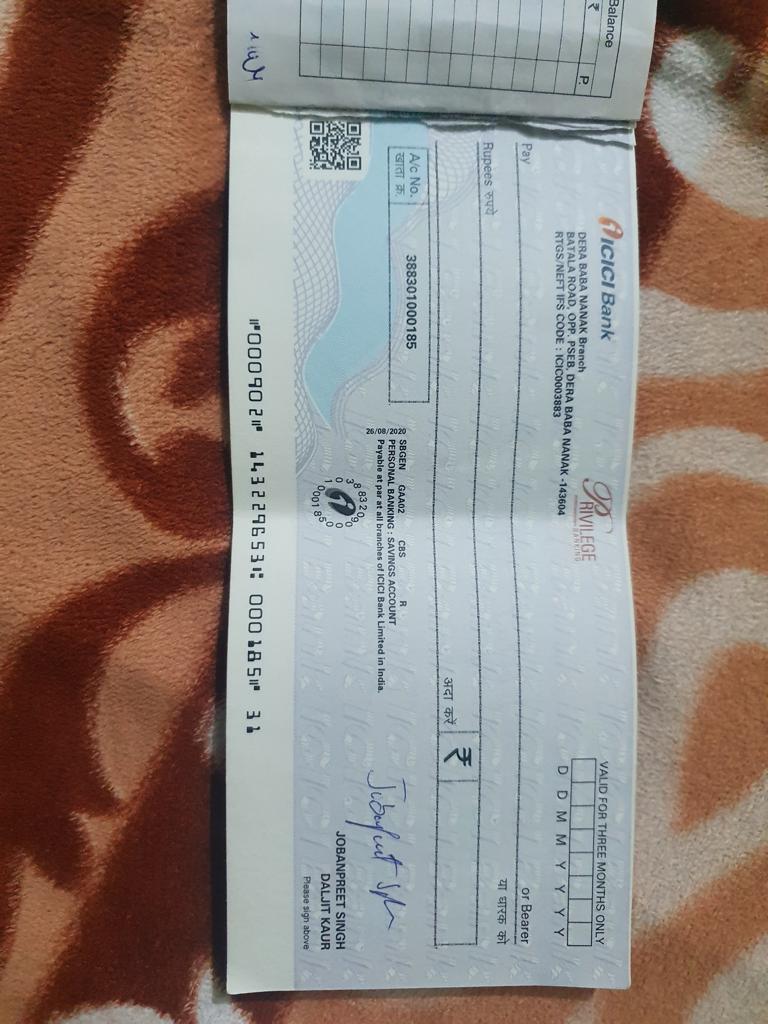 Balance
₹ P.
ICICI Bank
PRIVILEGE
BANKING
DERA BABA NANAK Branch
BATALA ROAD, OPP. PSEB, DERA BABA NANAK -143604
RTGS/NEFT IFS CODE : ICIC0003883
VALID FOR THREE MONTHS ONLY
D D M M Y Y Y Y
Pay
or Bearer
या धारक को
Rupees रुपये
अदा करें ₹
A/c No.
खाता क्र.
388301000185
SBGEN GAA02 CBS R
PERSONAL BANKING : SAVINGS ACCOUNT
Payable at par at all branches of ICICI Bank Limited in India.
26/08/2020
JOBANPREET SINGH
DALJIT KAUR
Please sign above
⑈000902⑈ 143229653⑆ 000185⑈ 31